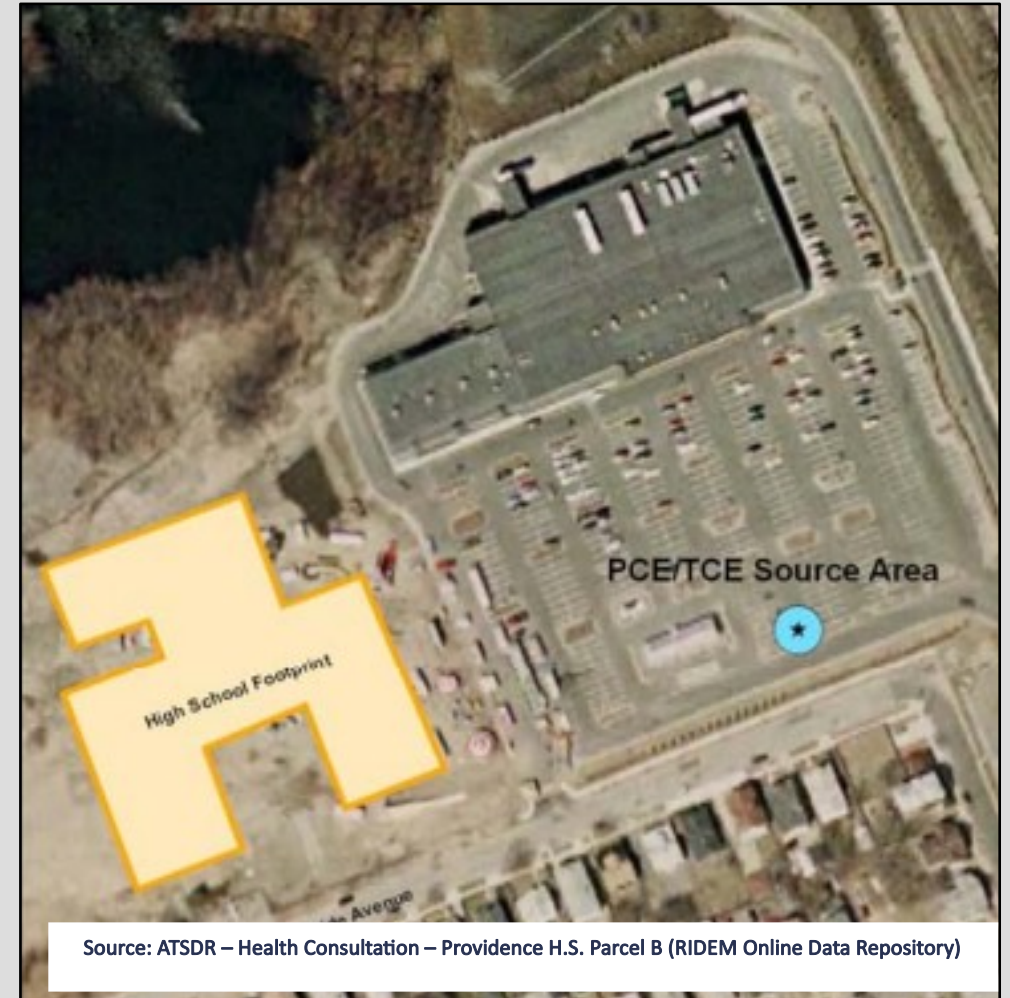 PCE/TCE Source Area
High School Footprint
Avenue
Source: ATSDR – Health Consultation – Providence H.S. Parcel B (RIDEM Online Data Repository)